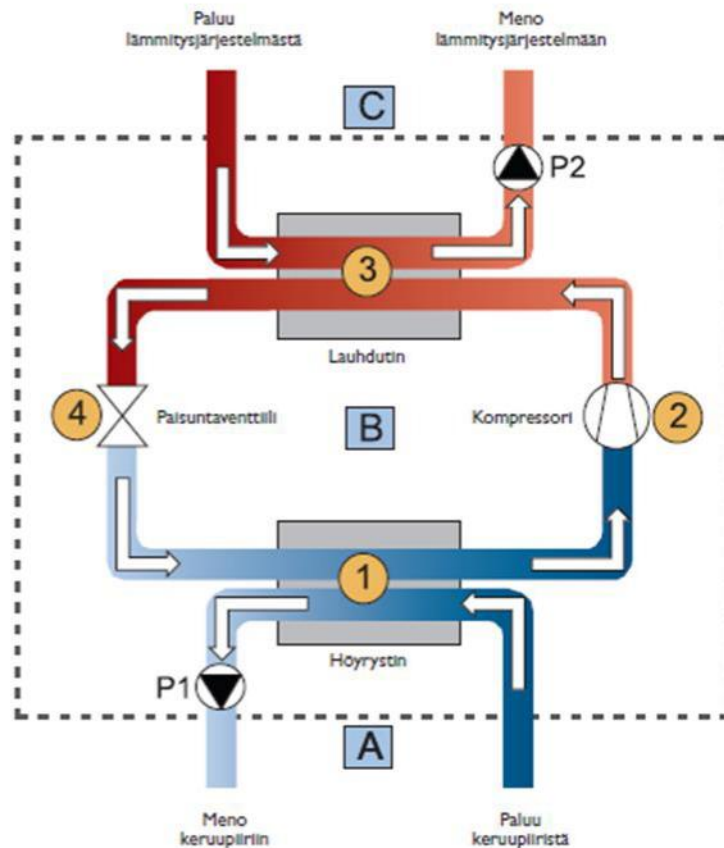 Paluu
lämmitysjärjestelmästä
Meno
lämmitysjärjestelmään
C
P2
3
Lauhdutin
4
Paisuntaventtiili
B
Kompressori
2
1
Höyrystin
P1
A
Meno
keruupiiriin
Paluu
keruupiiristä